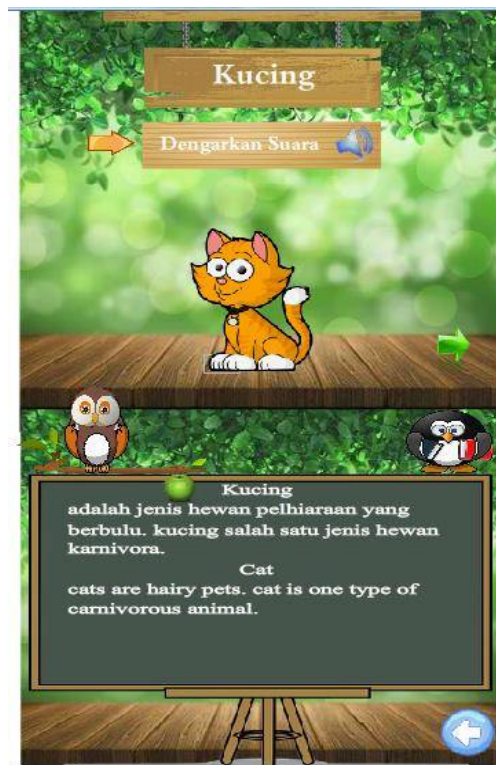 Kucing
Dengarkan Suara
Kucing
adalah jenis hewan pelhiaraan yang
berbulu. kucing salah satu jenis hewan
karnivora.
Cat
cats are hairy pets. cat is one type of
carnivorous animal.